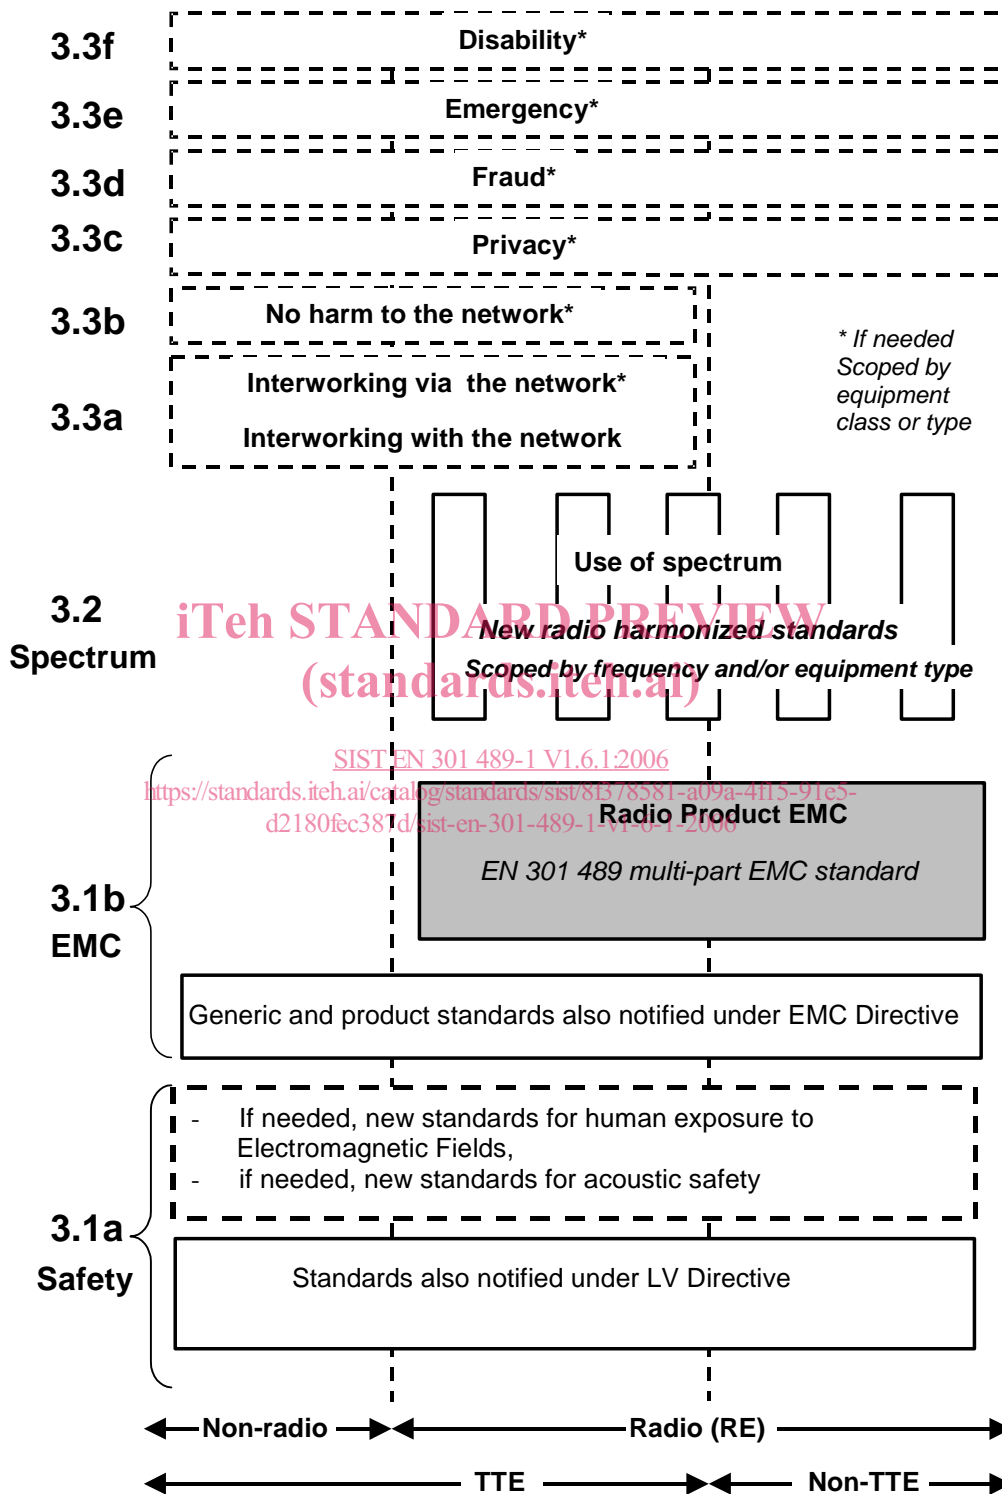 3.3f
Disability*
3.3e
Emergency*
3.3d
Fraud*
3.3c
Privacy*
3.3b
No harm to the network*
* If needed
Scoped by
equipment
class or type
3.3a
Interworking via the network*
Interworking with the network
3.2
Spectrum
Use of spectrum
New radio harmonized standards
Scoped by frequency and/or equipment type
iTeh STANDARD PREVIEW
(standards.iteh.ai)
SIST EN 301 489-1 V1.6.1:2006
https://standards.iteh.ai/catalog/standards/sist/8f378581-a09a-4f15-91e5-
d2180fec387d/sist-en-301-489-1-v1-6-1-2006
3.1b
EMC
Radio Product EMC
EN 301 489 multi-part EMC standard
Generic and product standards also notified under EMC Directive
3.1a
Safety
- If needed, new standards for human exposure to
Electromagnetic Fields,
- if needed, new standards for acoustic safety
Standards also notified under LV Directive
Non-radio
Radio (RE)
TTE
Non-TTE